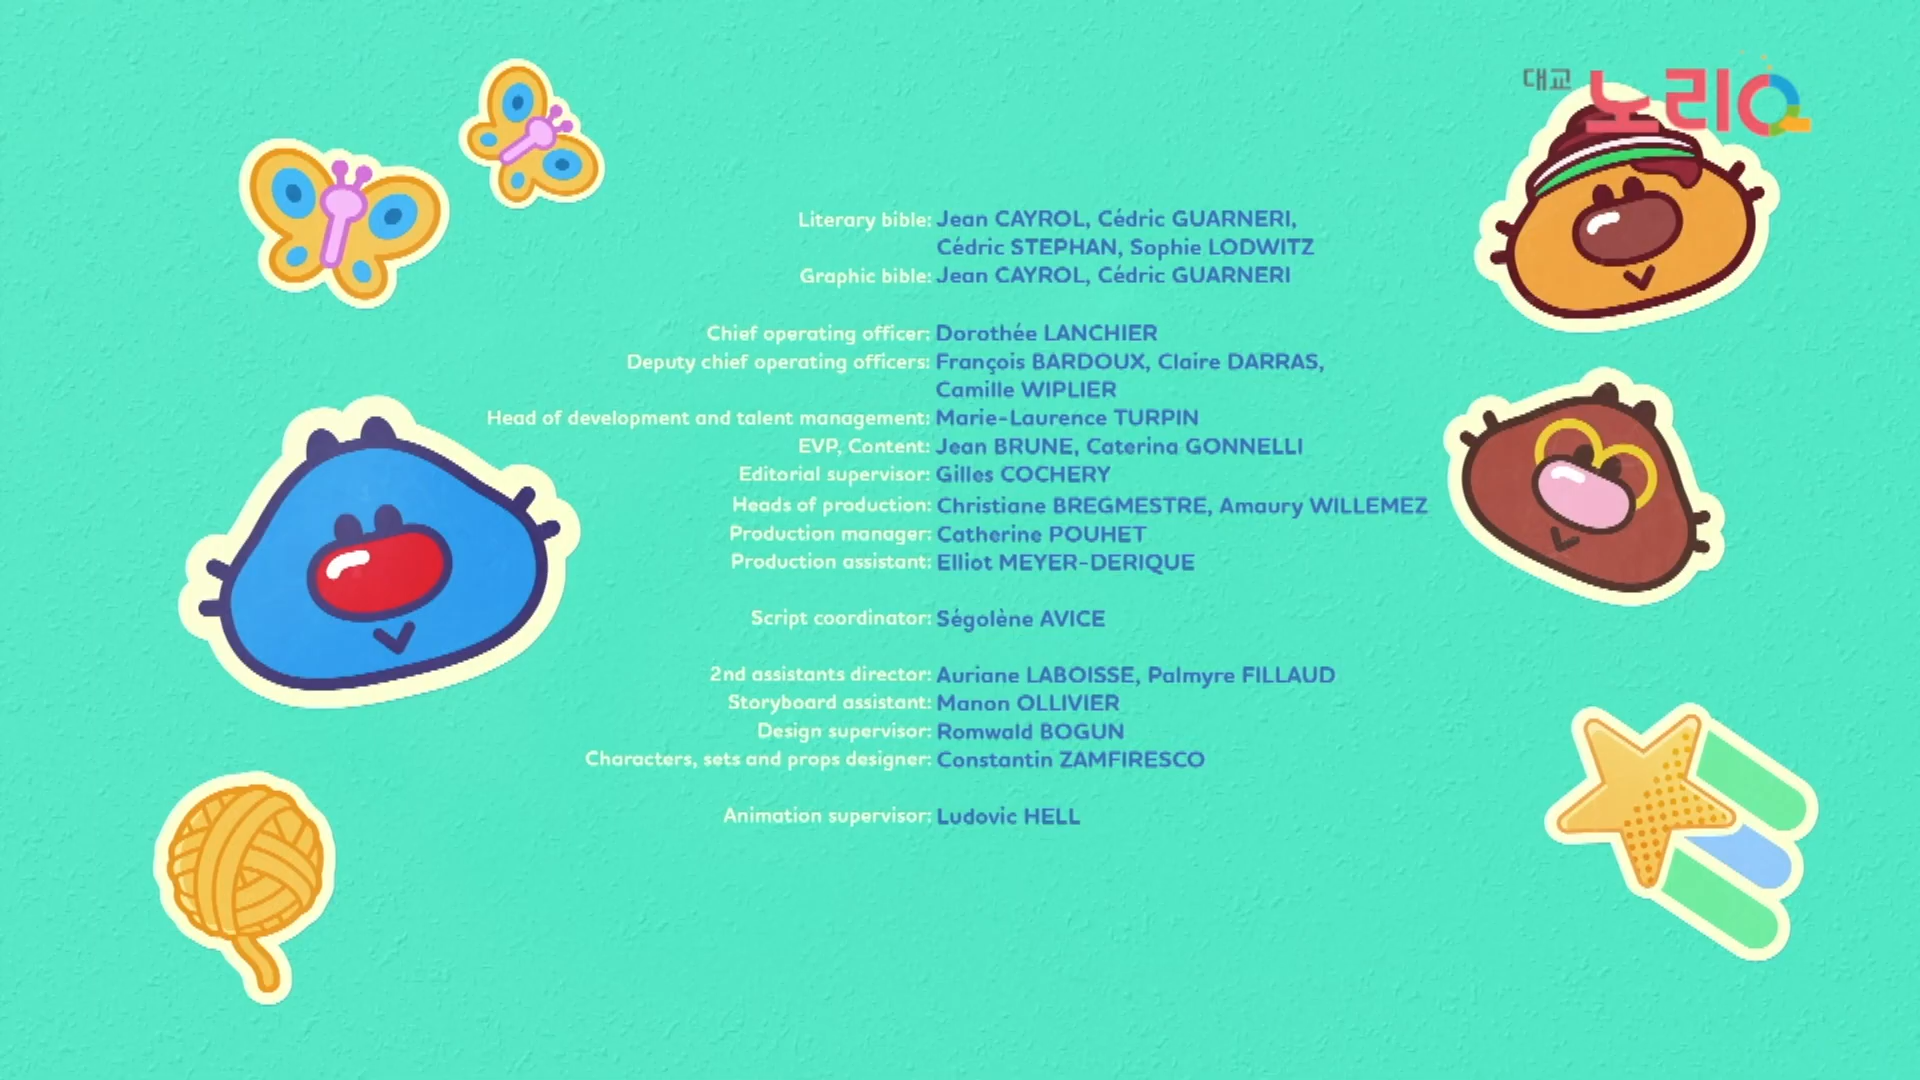 대교 노리Q
Literary bible: Jean CAYROL, Cédric GUARNERI,
Cédric STEPHAN, Sophie LODWITZ
Graphic bible: Jean CAYROL, Cédric GUARNERI
Chief operating officer: Dorothée LANCHIER
Deputy chief operating officers: François BARDOUX, Claire DARRAS,
Camille WIPLIER
Head of development and talent management: Marie-Laurence TURPIN
EVP, Content: Jean BRUNE, Caterina GONNELLI
Editorial supervisor: Gilles COCHERY
Heads of production: Christiane BREGMESTRE, Amaury WILLEMEZ
Production manager: Catherine POUHET
Production assistant: Elliot MEYER-DERIQUE
Script coordinator: Ségolène AVICE
2nd assistants director: Auriane LABOISSE, Palmyre FILLAUD
Storyboard assistant: Manon OLLIVIER
Design supervisor: Romwald BOGUN
Characters, sets and props designer: Constantin ZAMFIRESCO
Animation supervisor: Ludovic HELL